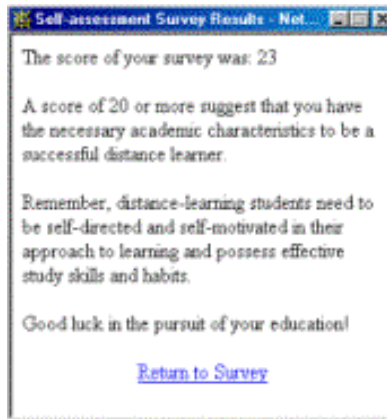 Self-assessment Survey Results - Net...
The score of your survey was: 23
A score of 20 or more suggest that you have
the necessary academic characteristics to be a
successful distance learner.
Remember, distance-learning students need to
be self-directed and self-motivated in their
approach to learning and possess effective
study skills and habits.
Good luck in the pursuit of your education!
Return to Survey